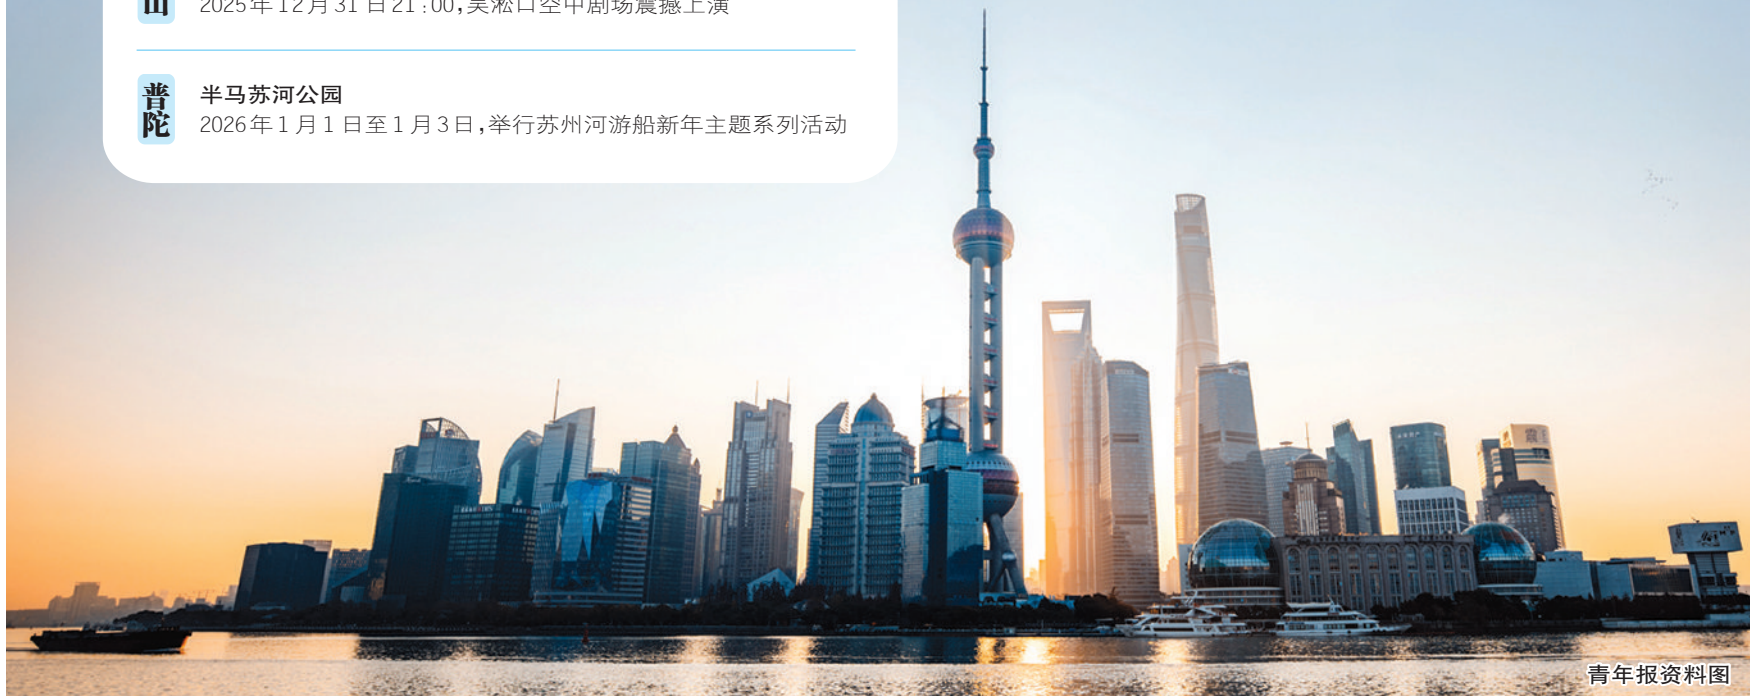 山
2025年12月31日21:00,吴淞口空中剧场震撼上演
普陀
半马苏河公园
2026年1月1日至1月3日,举行苏州河游船新年主题系列活动
青年报资料图